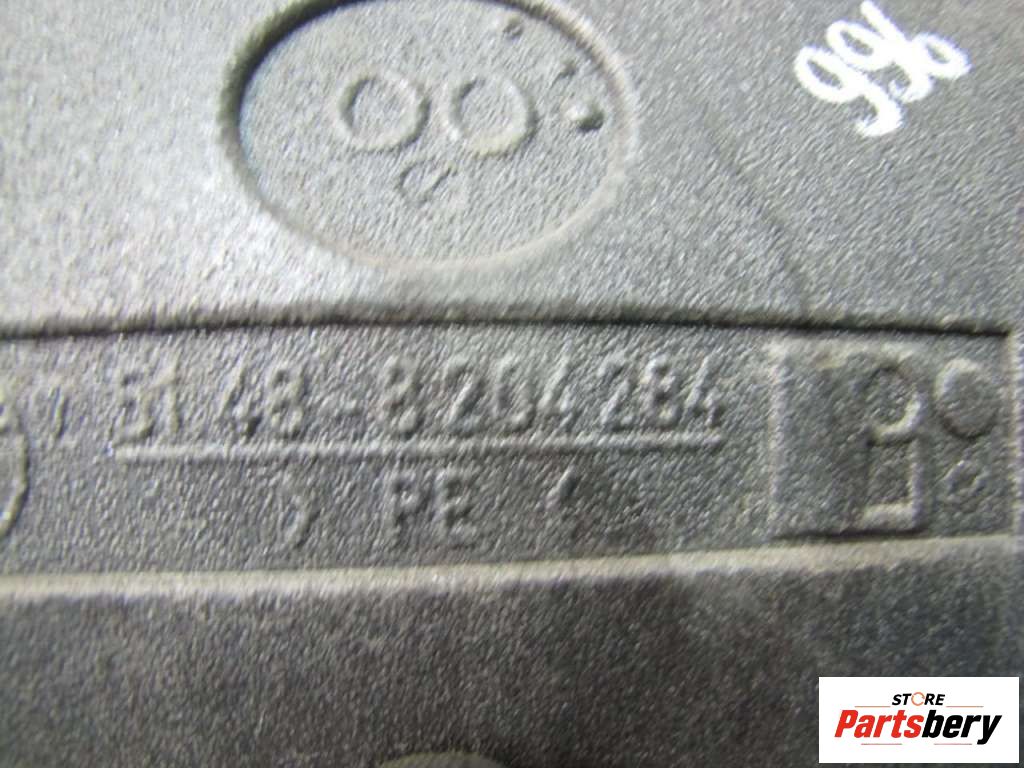 996
51 48 - 8 204 284
> PE <
STORE
Partsbery